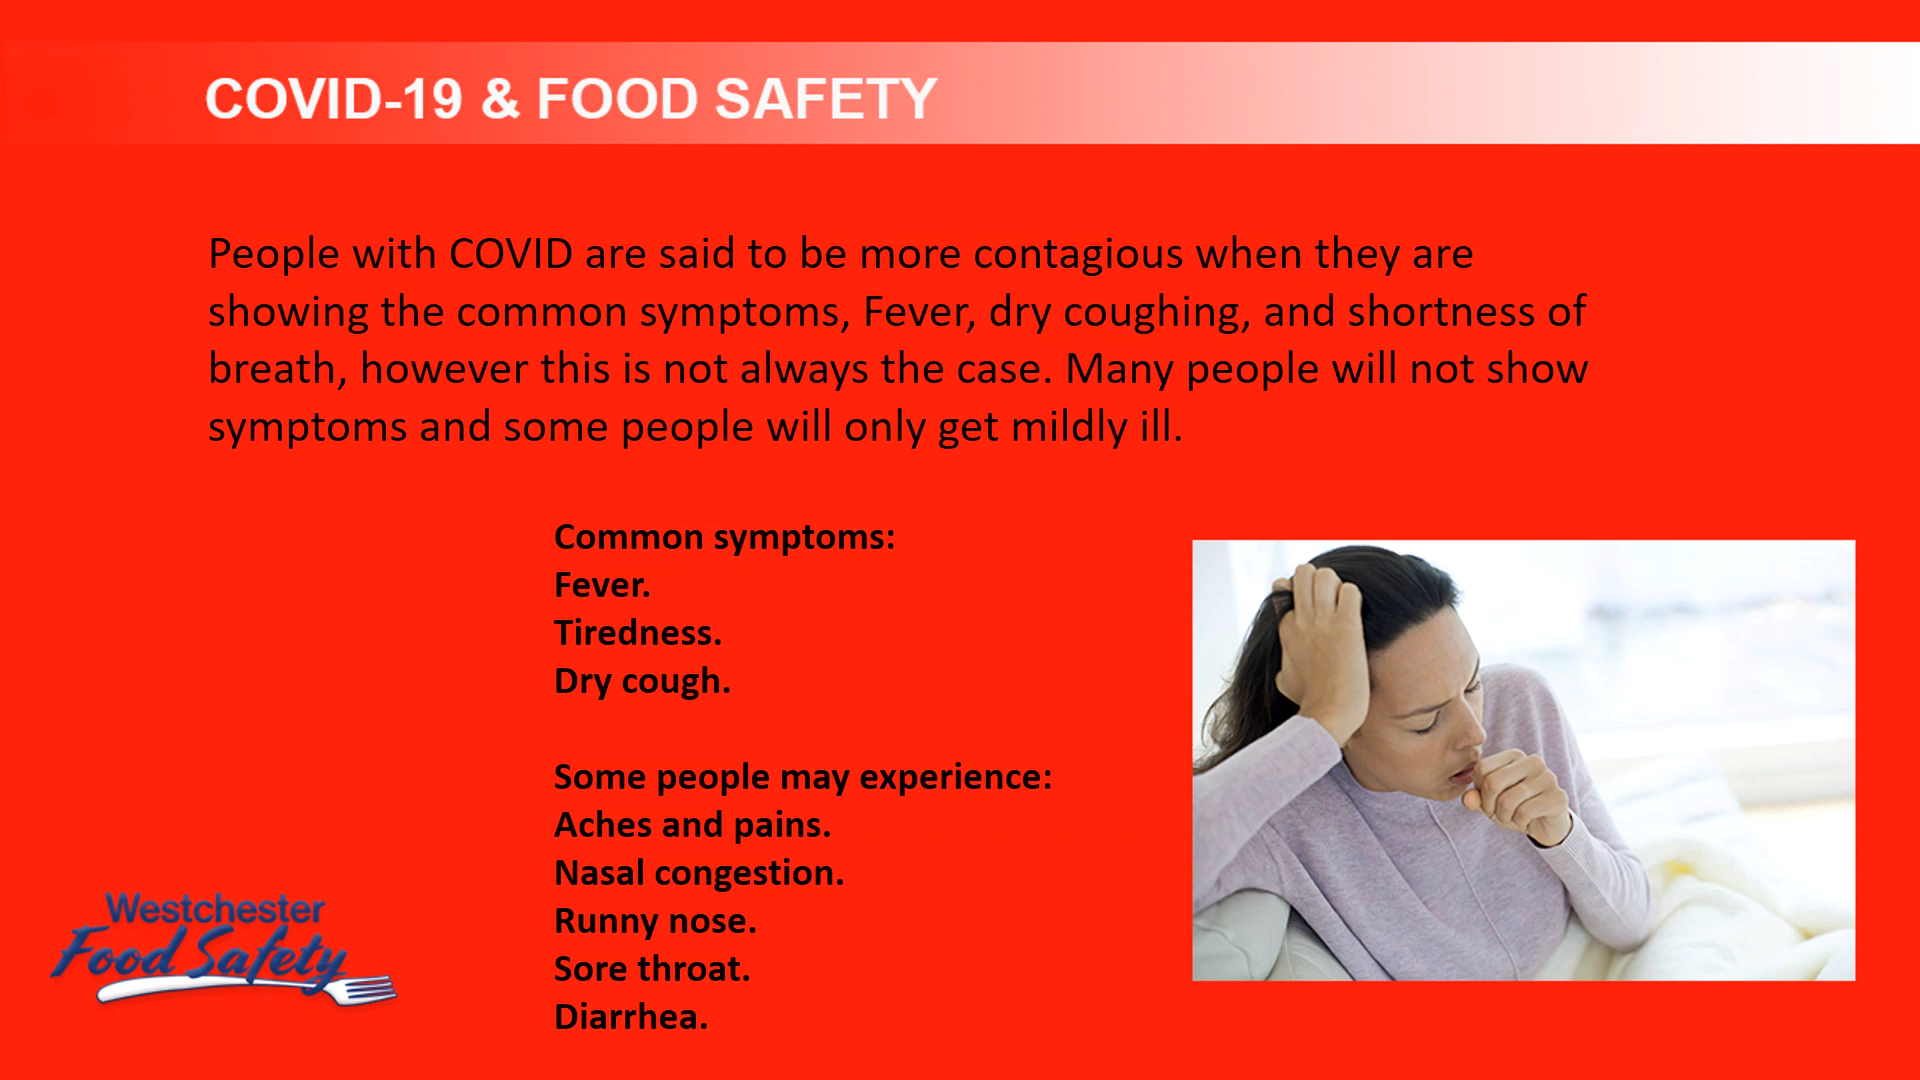 COVID-19 & FOOD SAFETY
People with COVID are said to be more contagious when they are
showing the common symptoms, Fever, dry coughing, and shortness of
breath, however this is not always the case. Many people will not show
symptoms and some people will only get mildly ill.
Common symptoms:
Fever.
Tiredness.
Dry cough.
Some people may experience:
Aches and pains.
Nasal congestion.
Runny nose.
Sore throat.
Diarrhea.
Westchester
Food Safety